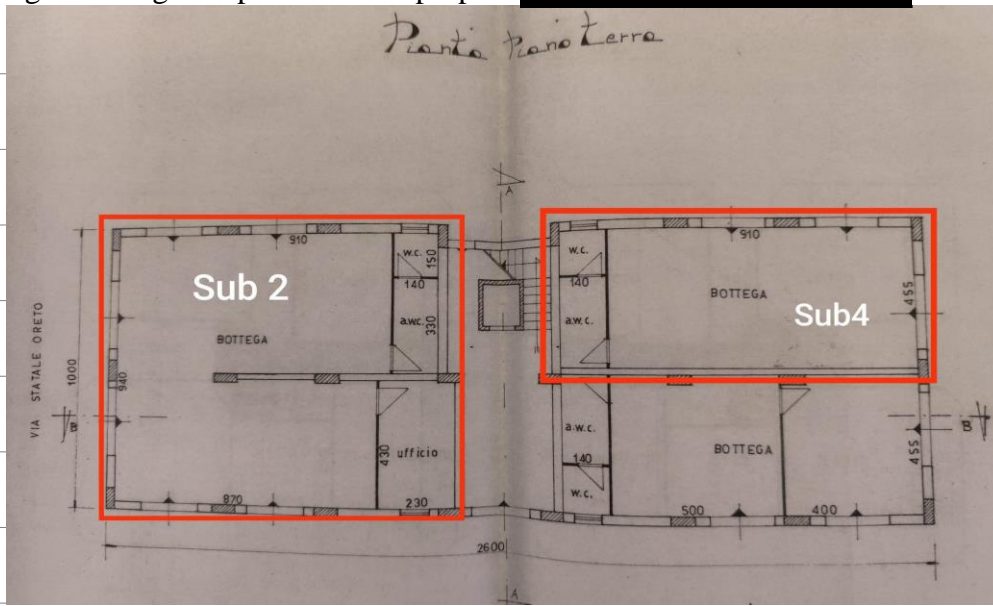 Pianta Piano Terra
A
910
910
w.c.
150
w.c.
140
140
Sub 2
BOTTEGA
455
Sub4
a.w.c.
330
a.w.c.
BOTTEGA
VIA STATALE ORETO
1000
940
B
B
a.w.c.
430
ufficio
140
BOTTEGA
455
w.c.
870
230
500
400
2600
A